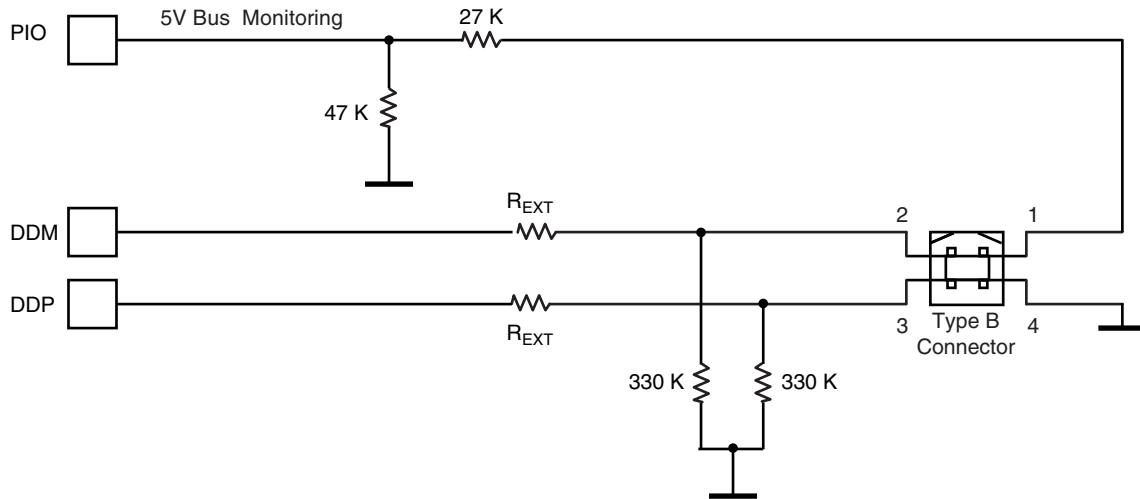 5V Bus Monitoring
27 K
PIO
47 K
R_EXT
2
1
DDM
DDP
R_EXT
3
Type B
Connector
4
330 K
330 K